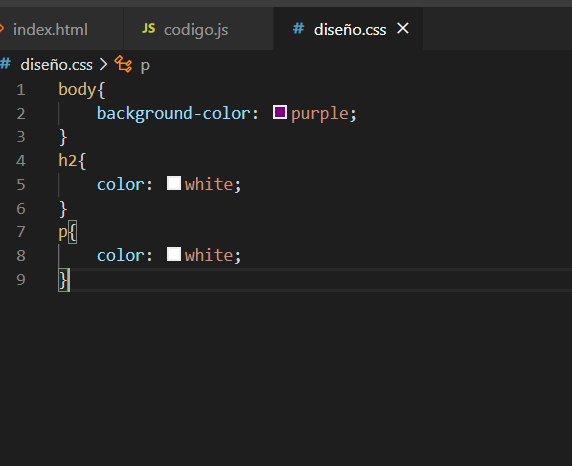 index.html JS codigo.js # diseño.css ×
# diseño.css > p
1 body{
2 background-color: purple;
3 }
4 h2{
5 color: white;
6 }
7 p{
8 color: white;
9 }